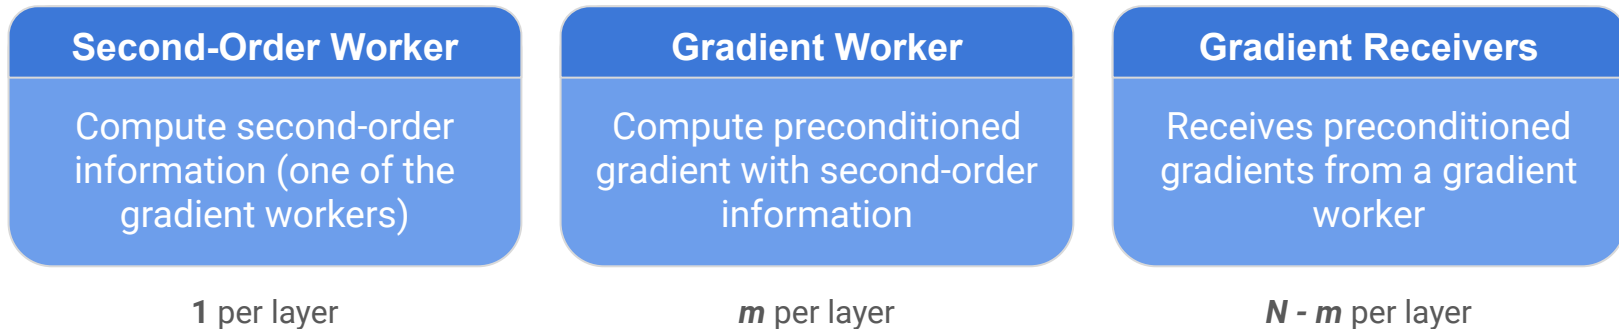 Second-Order Worker
Compute second-order
information (one of the
gradient workers)
1 per layer
Gradient Worker
Compute preconditioned
gradient with second-order
information
m per layer
Gradient Receivers
Receives preconditioned
gradients from a gradient
worker
N - m per layer